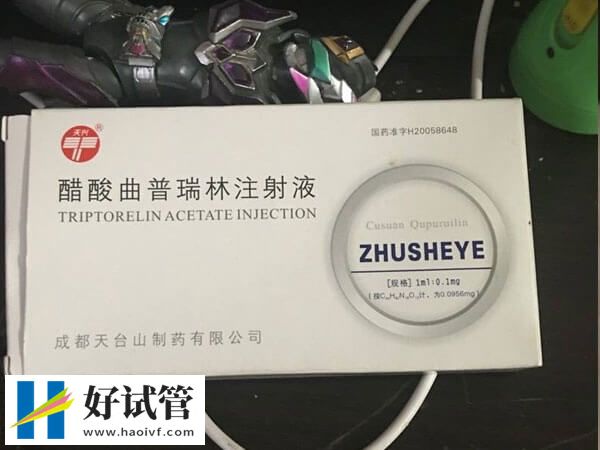 天兴
®
国药准字H20058648
醋酸曲普瑞林注射液
TRIPTORELIN ACETATE INJECTION
Cusuan Qupuruilin
ZHUSHEYE
[规格] 1ml:0.1mg
成都天台山制药有限公司
好试管
www.haoivf.com